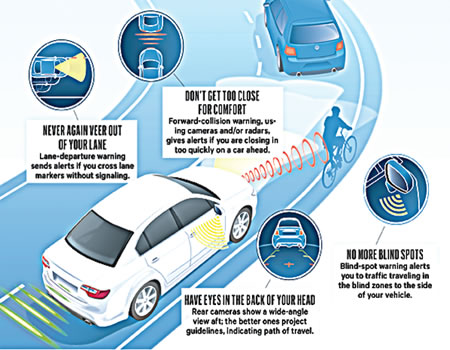 NEVER AGAIN VEER OUT
OF YOUR LANE
Lane-departure warning
sends alerts if you cross lane
markers without signaling.
DON'T GET TOO CLOSE
FOR COMFORT
Forward-collision warning, us-
ing cameras and/or radars,
gives alerts if you are closing in
too quickly on a car ahead.
NO MORE BLIND SPOTS
Blind-spot warning alerts
you to traffic traveling in
the blind zones to the side
of your vehicle.
HAVE EYES IN THE BACK OF YOUR HEAD
Rear cameras show a wide-angle
view aft; the better ones project
guidelines, indicating path of travel.